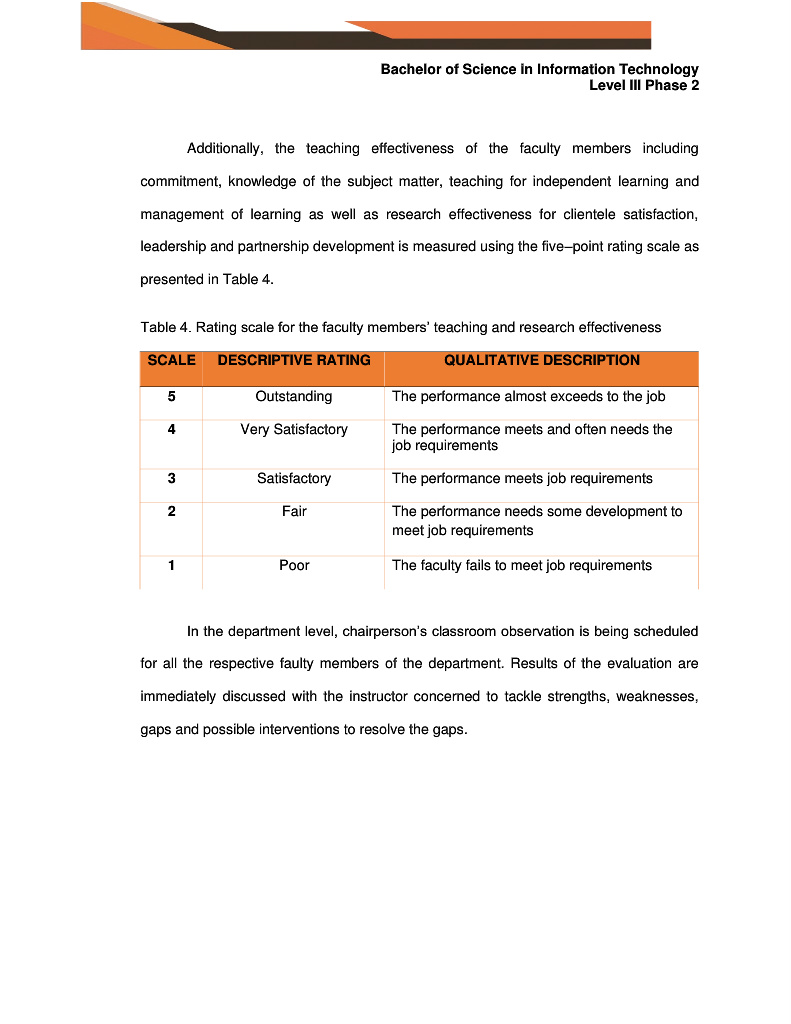 Bachelor of Science in Information Technology
Level III Phase 2
Additionally, the teaching effectiveness of the faculty members including
commitment, knowledge of the subject matter, teaching for independent learning and
management of learning as well as research effectiveness for clientele satisfaction,
leadership and partnership development is measured using the five–point rating scale as
presented in Table 4.
Table 4. Rating scale for the faculty members’ teaching and research effectiveness
SCALE DESCRIPTIVE RATING QUALITATIVE DESCRIPTION
5 Outstanding The performance almost exceeds to the job
4 Very Satisfactory The performance meets and often needs the
job requirements
3 Satisfactory The performance meets job requirements
2 Fair The performance needs some development to
meet job requirements
1 Poor The faculty fails to meet job requirements
In the department level, chairperson’s classroom observation is being scheduled
for all the respective faulty members of the department. Results of the evaluation are
immediately discussed with the instructor concerned to tackle strengths, weaknesses,
gaps and possible interventions to resolve the gaps.